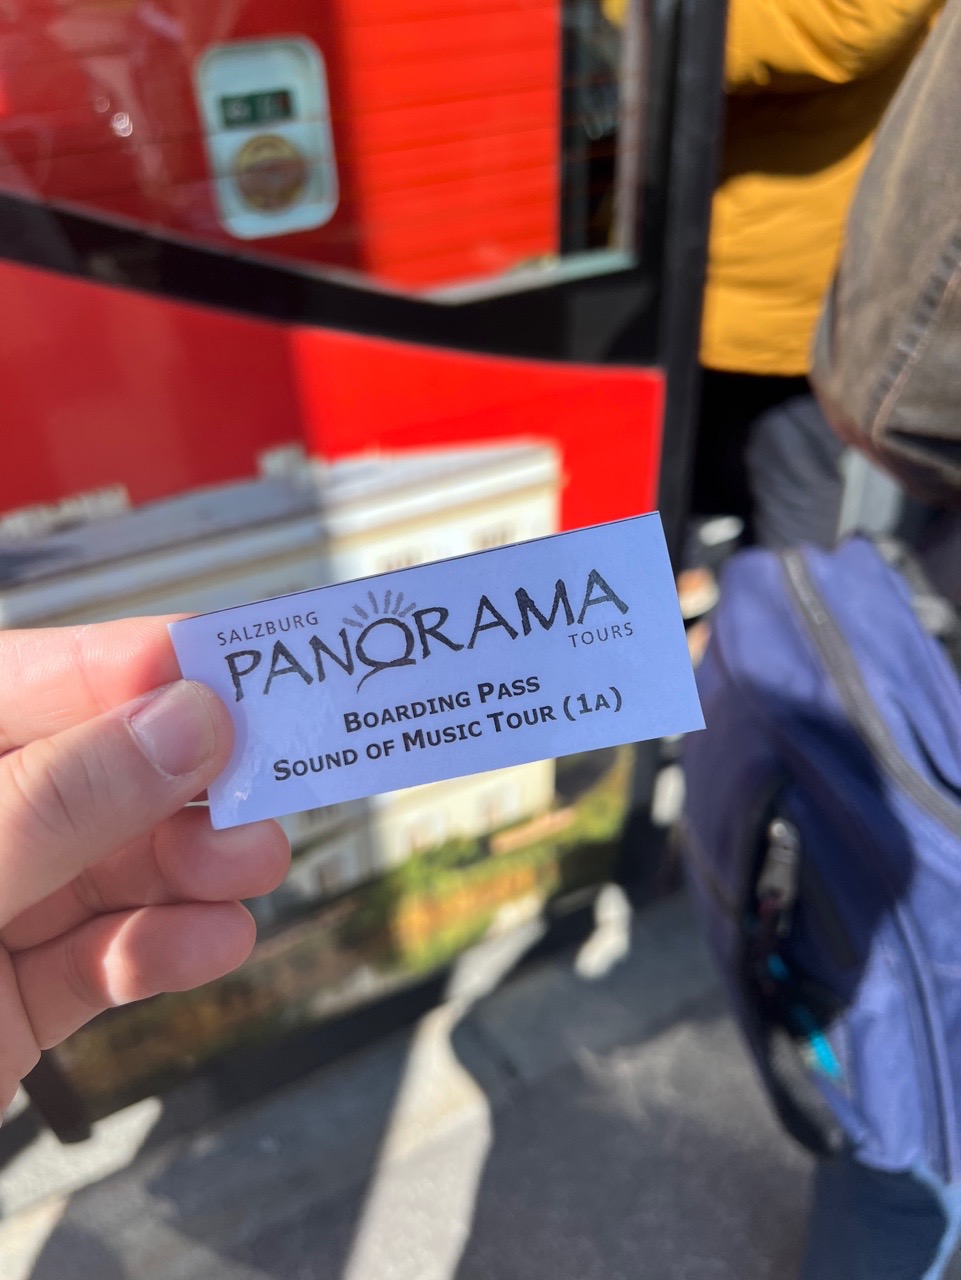 SALZBURG
PANORAMA
TOURS
BOARDING PASS
SOUND OF MUSIC TOUR (1A)